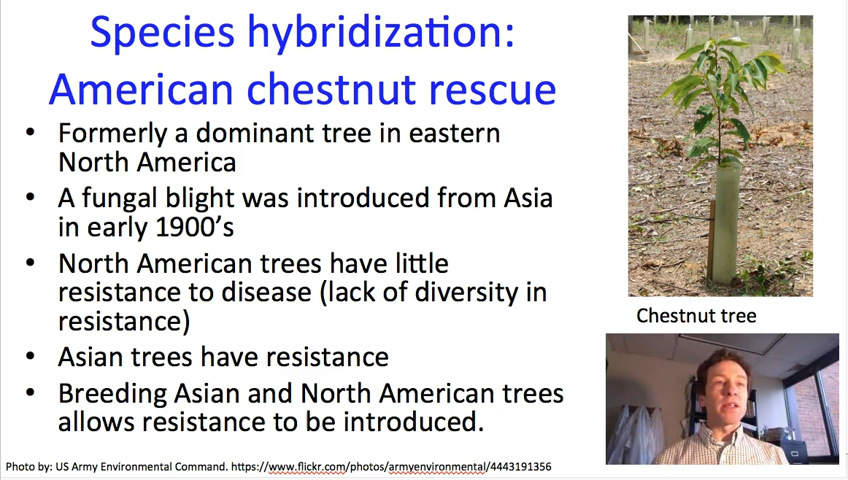 Species hybridization:
American chestnut rescue
• Formerly a dominant tree in eastern
North America
• A fungal blight was introduced from Asia
in early 1900's
• North American trees have little
resistance to disease (lack of diversity in
resistance)
• Asian trees have resistance
• Breeding Asian and North American trees
allows resistance to be introduced.
Chestnut tree
Photo by: US Army Environmental Command. https://www.flickr.com/photos/armyenvironmental/4443191356